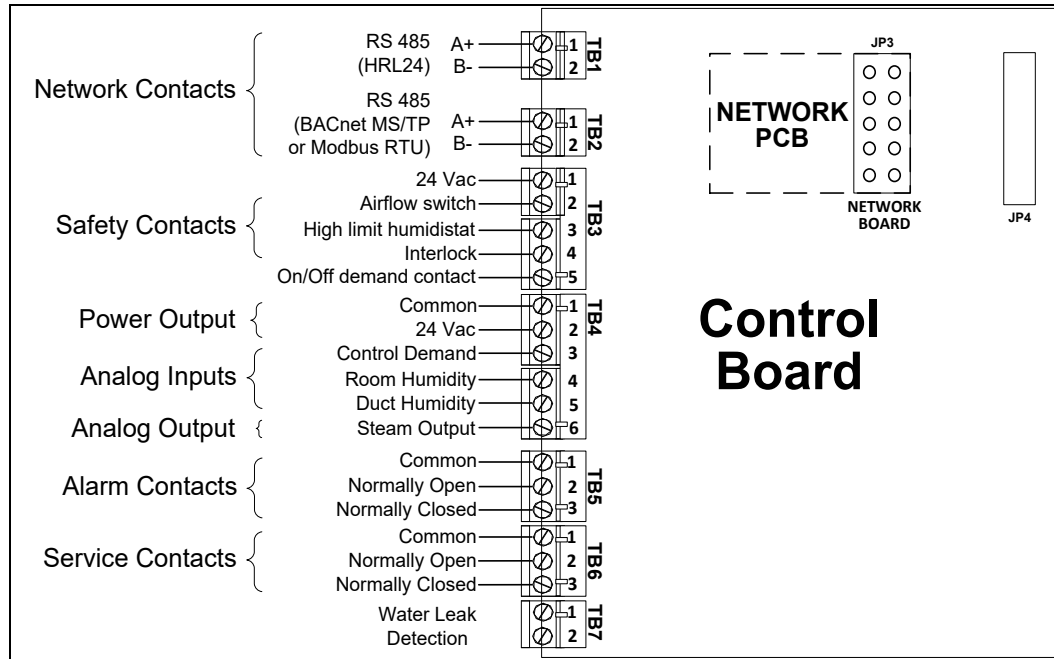 Network Contacts
RS 485 A+ 1
(HRL24) B- 2
TB1
RS 485
(BACnet MS/TP A+ 1
or Modbus RTU) B- 2
TB2
Safety Contacts
24 Vac 1
Airflow switch 2
High limit humidistat 3
Interlock 4
On/Off demand contact 5
TB3
Power Output
Common 1
24 Vac 2
Analog Inputs
Control Demand 3
Room Humidity 4
Duct Humidity 5
Analog Output
Steam Output 6
TB4
Alarm Contacts
Common 1
Normally Open 2
Normally Closed 3
TB5
Service Contacts
Common 1
Normally Open 2
Normally Closed 3
TB6
Water Leak 1
Detection 2
TB7
JP3
NETWORK
PCB
NETWORK
BOARD
JP4
Control
Board